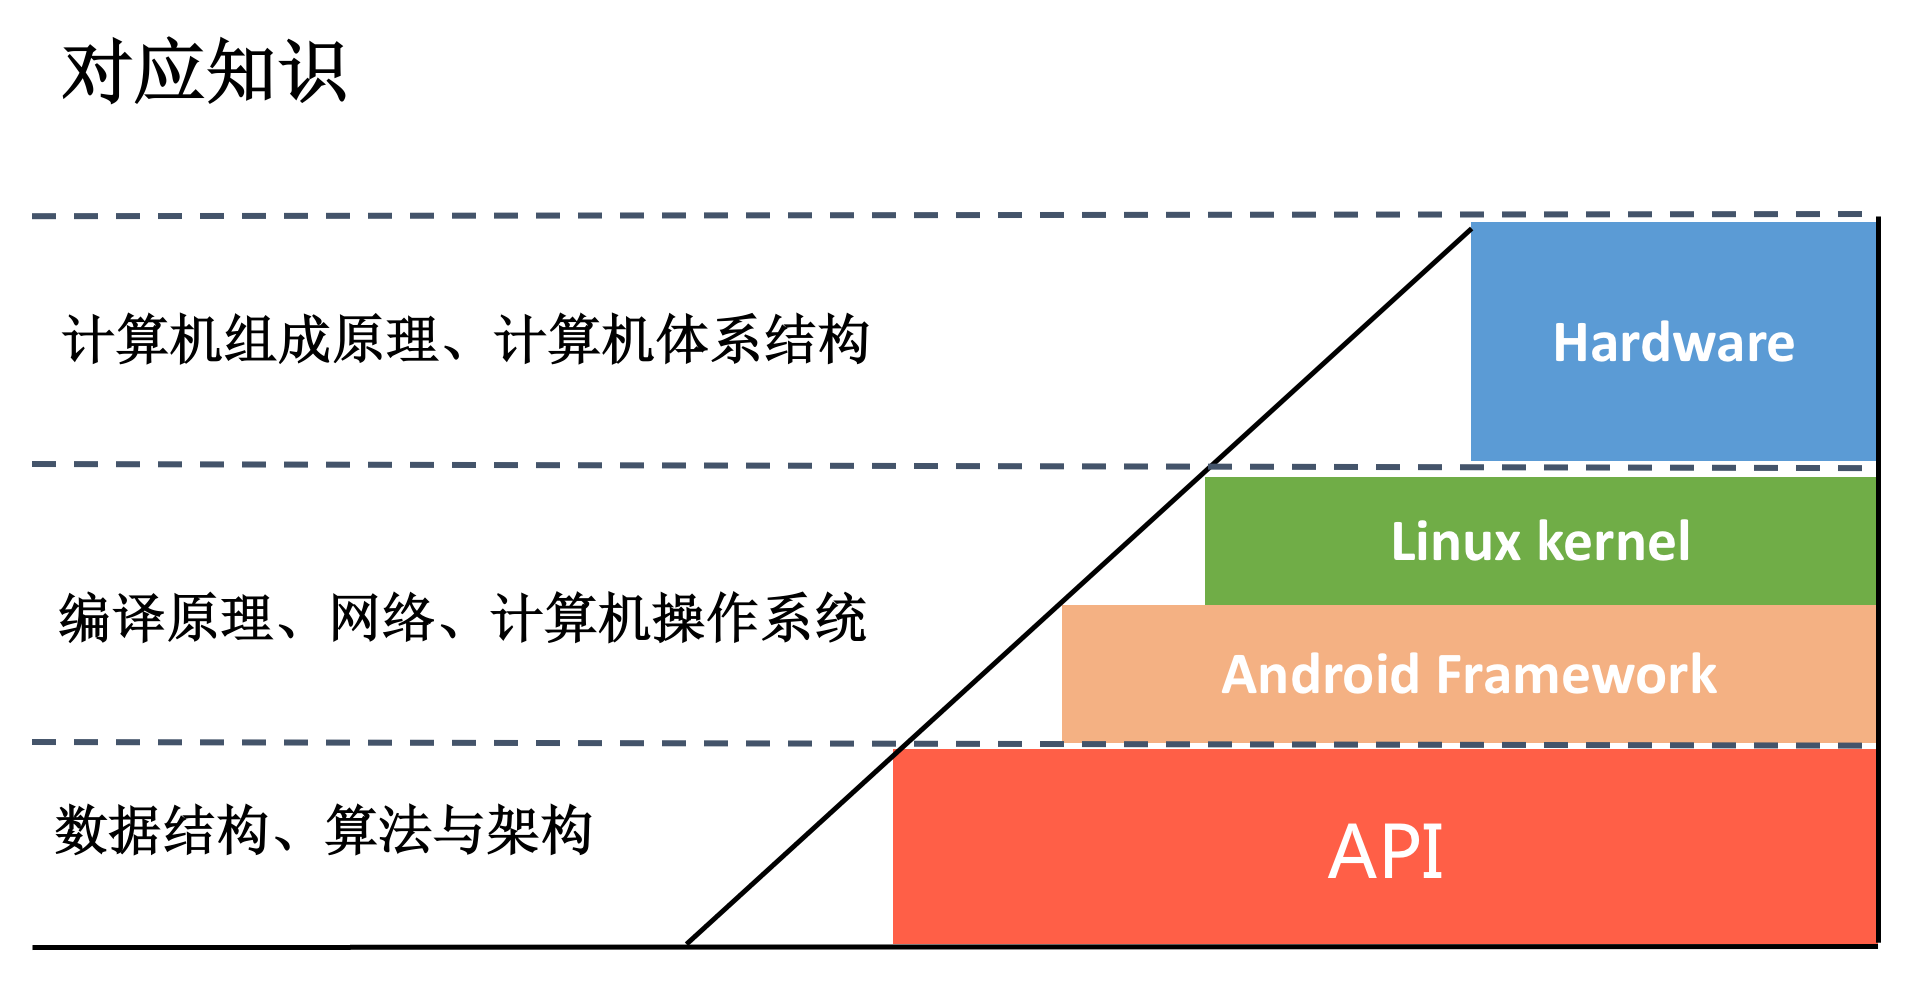 对应知识
计算机组成原理、计算机体系结构
Hardware
Linux kernel
编译原理、网络、计算机操作系统
Android Framework
数据结构、算法与架构
API